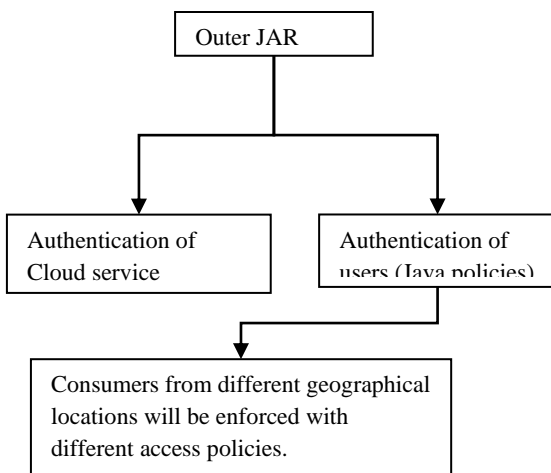 Outer JAR
Authentication of
Cloud service
Authentication of
users (Java policies)
Consumers from different geographical
locations will be enforced with
different access policies.